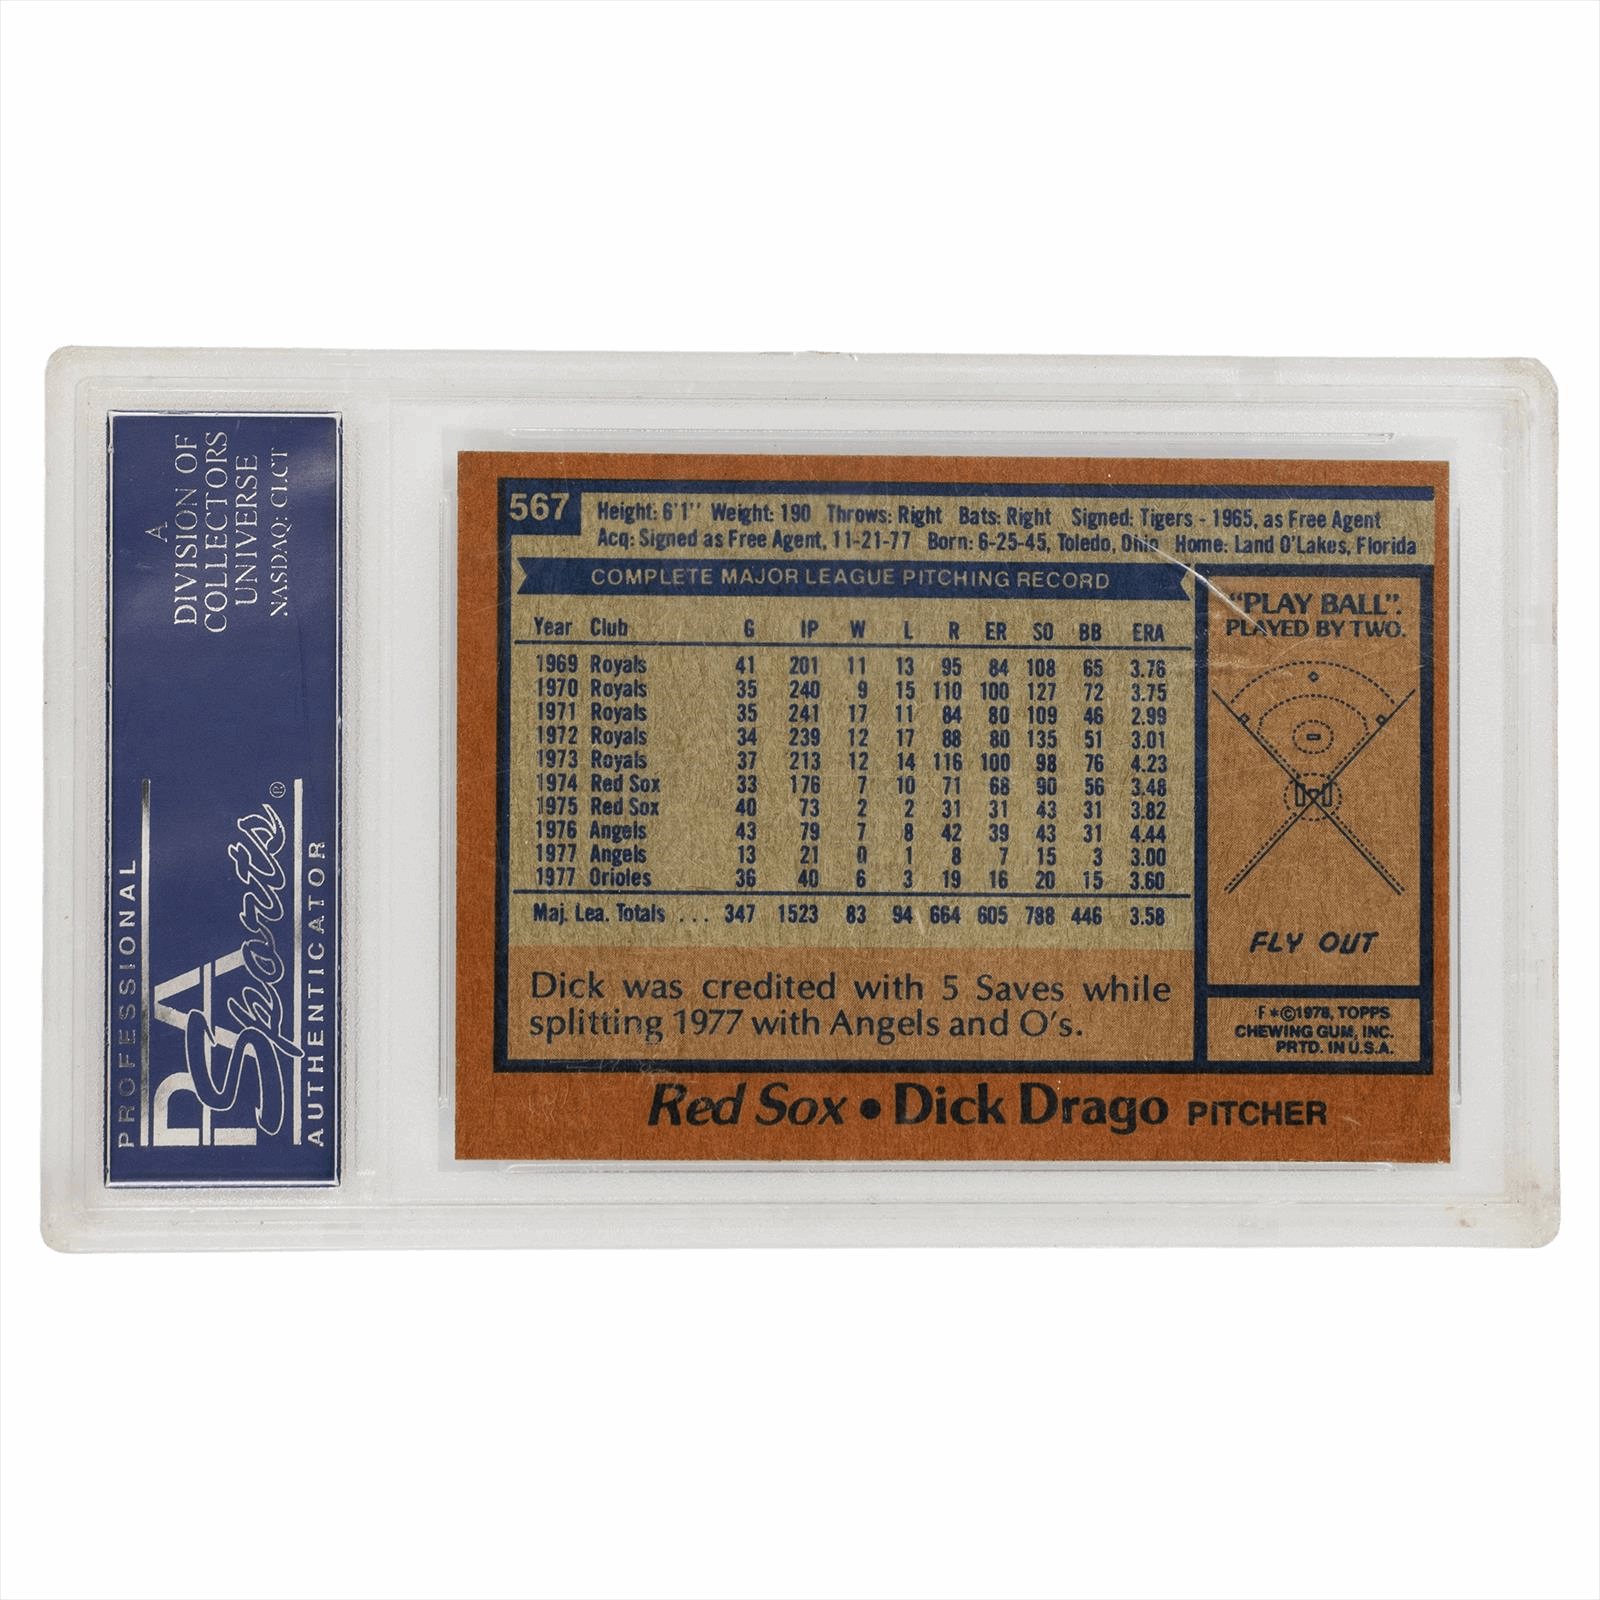 A
DIVISION OF
COLLECTORS
UNIVERSE
NASDAQ: CLCT
PROFESSIONAL
PSA
Sports®
AUTHENTICATOR
567
Height: 6'1" Weight: 190 Throws: Right Bats: Right Signed: Tigers - 1965, as Free Agent
Acq: Signed as Free Agent, 11-21-77 Born: 6-25-45, Toledo, Ohio Home: Land O'Lakes, Florida
COMPLETE MAJOR LEAGUE PITCHING RECORD
Year Club G IP W L R ER SO BB ERA
1969 Royals 41 201 11 13 95 84 108 65 3.76
1970 Royals 35 240 9 15 110 100 127 72 3.75
1971 Royals 35 241 17 11 84 80 109 46 2.99
1972 Royals 34 239 12 17 88 80 135 51 3.01
1973 Royals 37 213 12 14 116 100 98 76 4.23
1974 Red Sox 33 176 7 10 71 68 90 56 3.48
1975 Red Sox 40 73 2 2 31 31 43 31 3.82
1976 Angels 43 79 7 8 42 39 43 31 4.44
1977 Angels 13 21 0 1 8 7 15 3 3.00
1977 Orioles 36 40 6 3 19 16 20 15 3.60
Maj. Lea. Totals ... 347 1523 83 94 664 605 788 446 3.58
Dick was credited with 5 Saves while
splitting 1977 with Angels and O's.
"PLAY BALL".
PLAYED BY TWO.
FLY OUT
F*©1978, TOPPS
CHEWING GUM, INC.
PRTD. IN U.S.A.
Red Sox • Dick Drago PITCHER